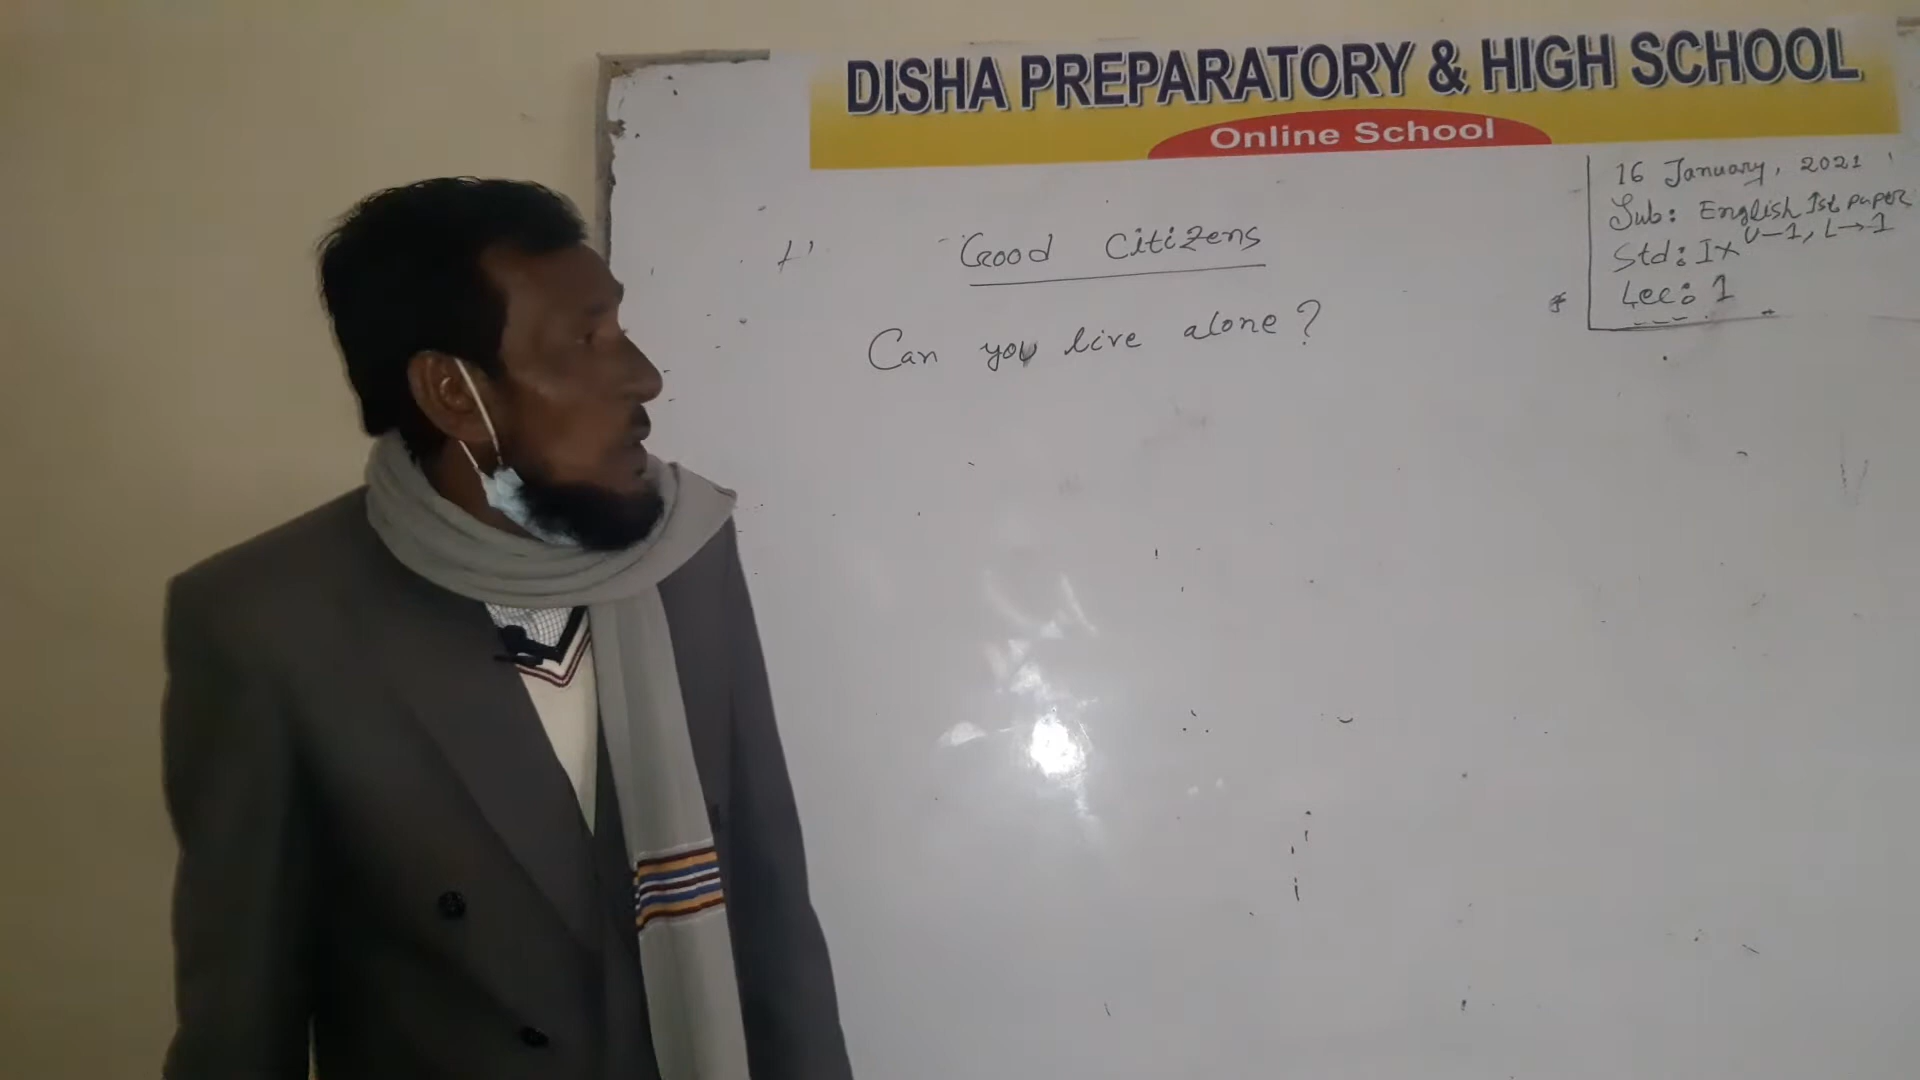 DISHA PREPARATORY & HIGH SCHOOL
Online School
16 January, 2021
Sub: English 1st paper
Std: IX U-1, L→1
Lec: 1
Good Citizens
Can you live alone?